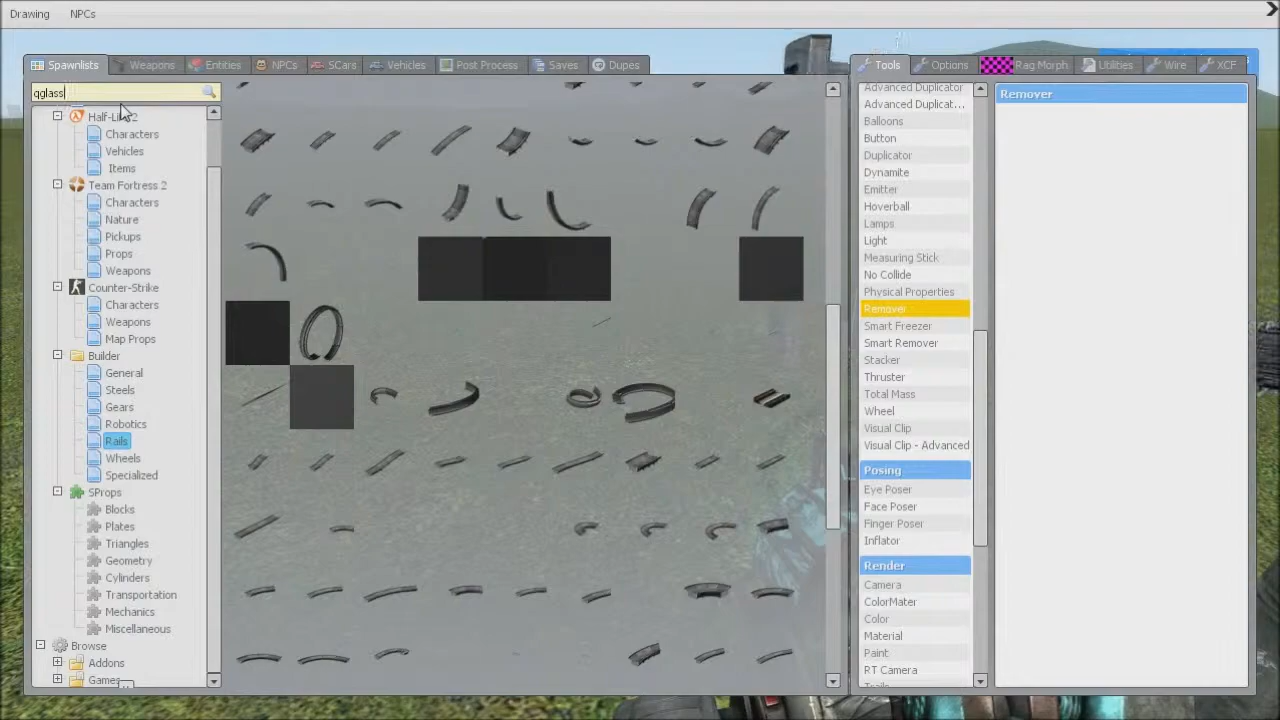 Drawing NPCs
Spawnlists Weapons Entities NPCs SCars Vehicles Post Process Saves Dupes
qglass
Characters
Vehicles
Items
Team Fortress 2
Characters
Nature
Pickups
Props
Weapons
Counter-Strike
Characters
Weapons
Map Props
Builder
General
Steels
Gears
Robotics
Rails
Wheels
Specialized
SProps
Blocks
Plates
Triangles
Geometry
Cylinders
Transportation
Mechanics
Miscellaneous
Browse
Addons
Games
Tools Options Rag Morph Utilities Wire XCF
Advanced Duplicator
Advanced Duplicat...
Balloons
Button
Duplicator
Dynamite
Emitter
Hoverball
Lamps
Light
Measuring Stick
No Collide
Physical Properties
Remover
Smart Freezer
Smart Remover
Stacker
Thruster
Total Mass
Wheel
Visual Clip
Visual Clip - Advanced
Posing
Eye Poser
Face Poser
Finger Poser
Inflator
Render
Camera
ColorMater
Color
Material
Paint
RT Camera
Remover